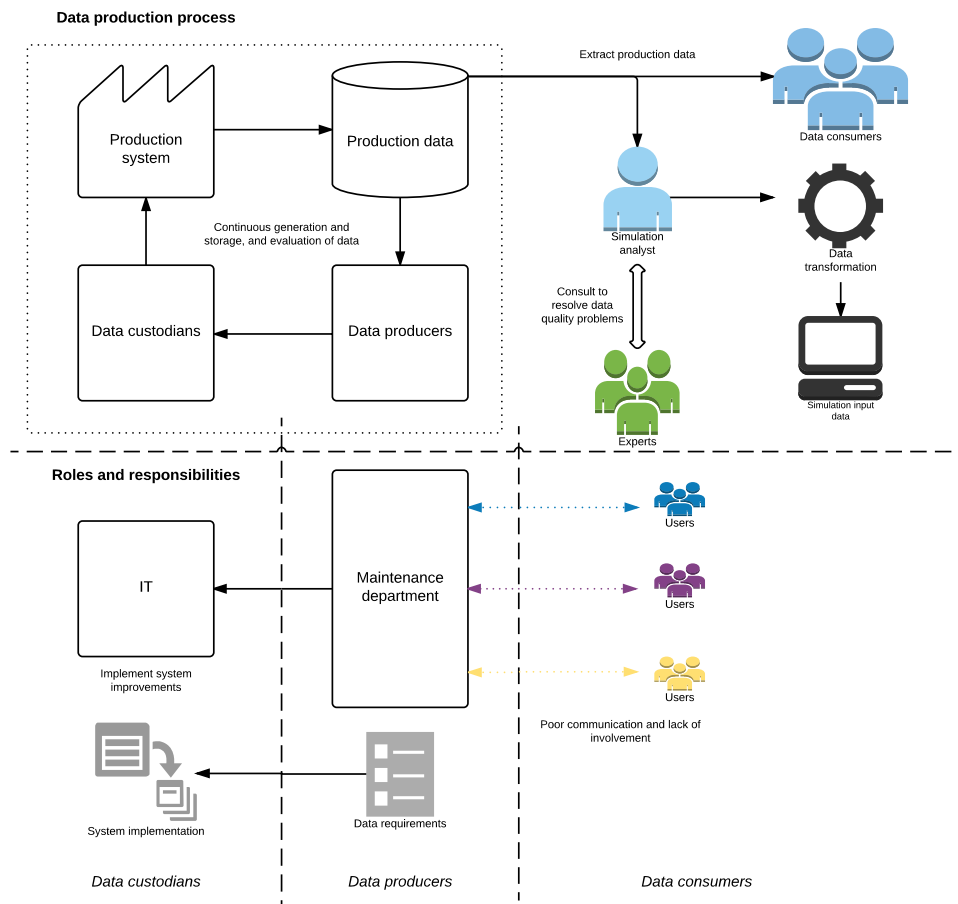 Data production process
Extract production data
Data consumers
Production
system
Production data
Continuous generation and
storage, and evaluation of data
Simulation
analyst
Data
transformation
Data custodians
Data producers
Consult to
resolve data
quality problems
Simulation input
data
Experts
Roles and responsibilities
Users
IT
Maintenance
department
Users
Implement system
improvements
Users
Poor communication and lack of
involvement
System implementation
Data requirements
Data custodians
Data producers
Data consumers